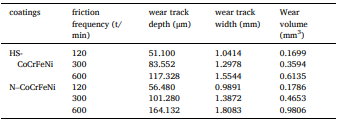 coatings friction wear track wear track Wear
frequency (t/ depth (μm) width (mm) volume
min) (mm³)
HS- 120 51.100 1.0414 0.1699
CoCrFeNi 300 83.552 1.2978 0.3594
600 117.328 1.5544 0.6135
N–CoCrFeNi 120 56.480 0.9891 0.1786
300 101.280 1.3872 0.4653
600 164.132 1.8083 0.9806